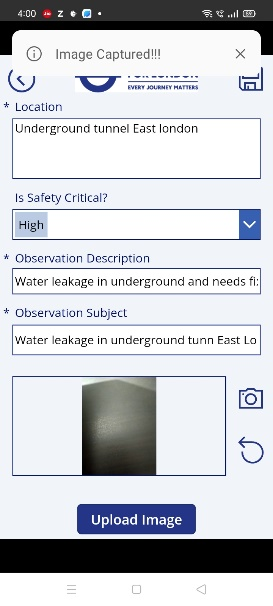 4:00
Image Captured!!!
FOR LONDON
EVERY JOURNEY MATTERS
* Location
Underground tunnel East london
Is Safety Critical?
High
* Observation Description
Water leakage in underground and needs fi
* Observation Subject
Water leakage in underground tunn East Lo
Upload Image